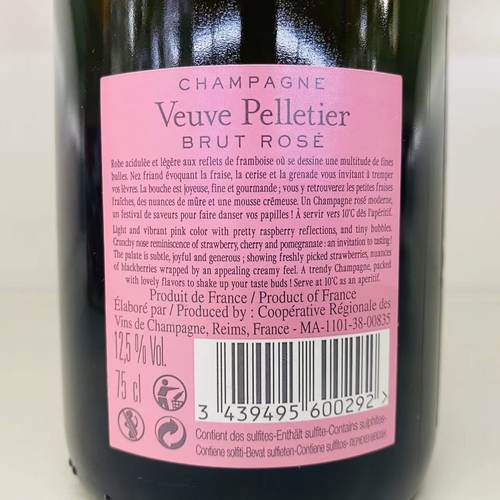 CHAMPAGNE
Veuve Pelletier
BRUT ROSÉ
Robe acidulée et légère aux reflets de framboise où se dessine une multitude de fines
bulles. Nez friand évoquant la fraise, la cerise et la grenade vous invitant à tremper
vos lèvres. La bouche est joyeuse, fine et gourmande ; vous y retrouverez les petites fraises
fraîches, des nuances de mûre et une mousse crémeuse. Un Champagne rosé moderne,
un festival de saveurs pour faire danser vos papilles ! À servir vers 10°C dès l'apéritif.
Light and vibrant pink color with pretty raspberry reflections, and tiny bubbles.
Crunchy nose reminiscence of strawberry, cherry and pomegranate : an invitation to tasting !
The palate is subtle, joyful and generous ; showing freshly picked strawberries, nuances
of blackberries wrapped by an appealing creamy feel. A trendy Champagne, packed
with lovely flavors to shake up your taste buds ! Serve at 10°C as an aperitif.
Produit de France / Product of France
Élaboré par / Produced by : Coopérative Régionale des
Vins de Champagne, Reims, France - MA-1101-38-00835
12,5 % Vol.
75 cl
3 439495 600292 >
Contient des sulfites-Enthält sulfite-Contains sulphites-
Contiene solfiti-Bevat sulfieten-Contiene sulfitos-